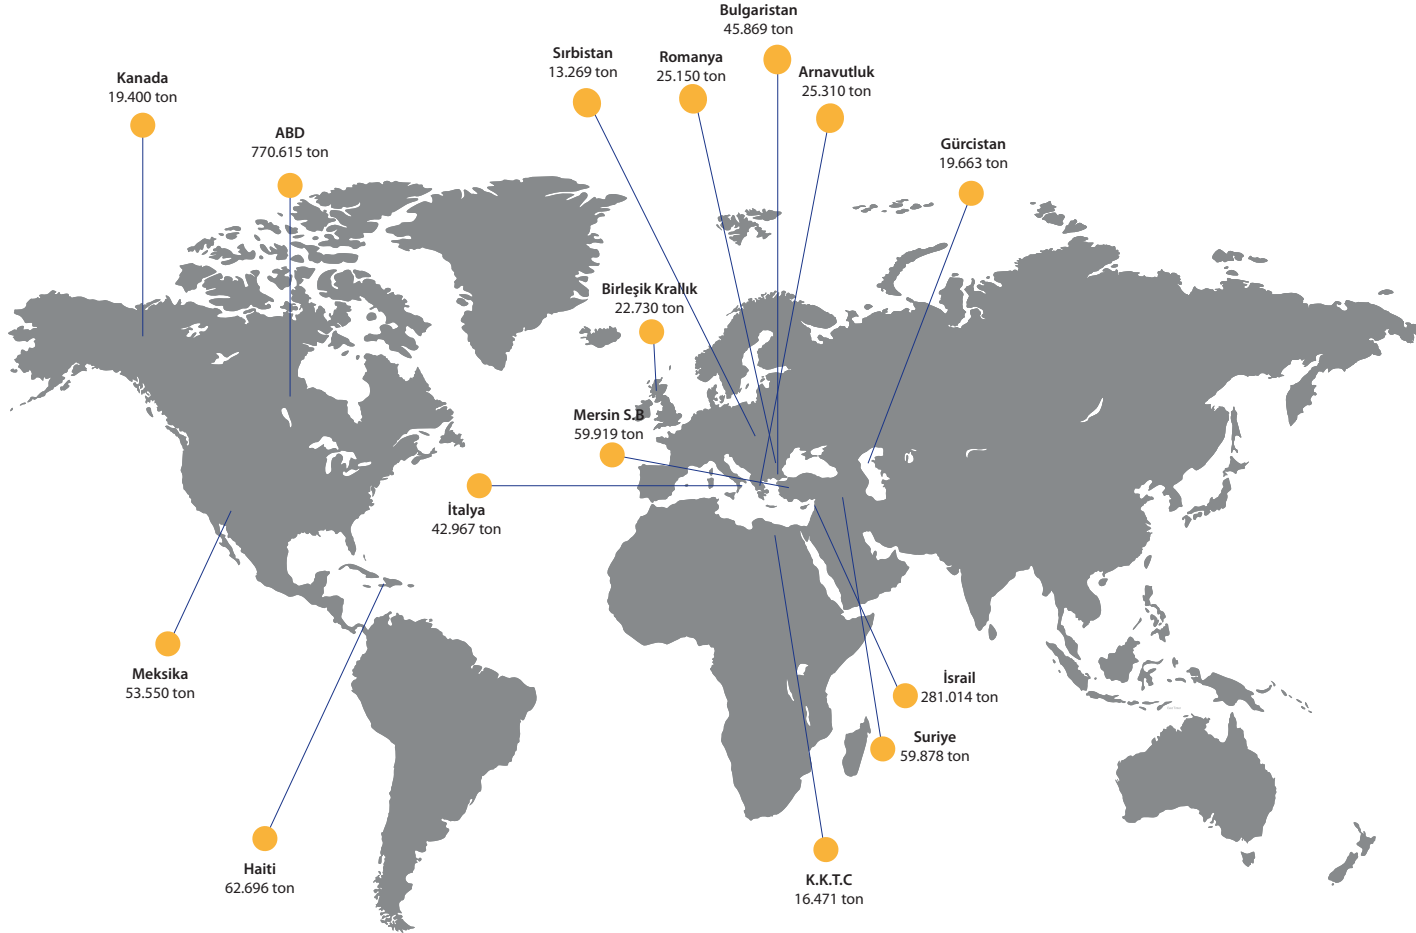 Bulgaristan
45.869 ton
Sırbistan
13.269 ton
Romanya
25.150 ton
Arnavutluk
25.310 ton
Kanada
19.400 ton
ABD
770.615 ton
Gürcistan
19.663 ton
Birleşik Krallık
22.730 ton
Mersin S.B
59.919 ton
İtalya
42.967 ton
Meksika
53.550 ton
İsrail
281.014 ton
Suriye
59.878 ton
Haiti
62.696 ton
K.K.T.C
16.471 ton